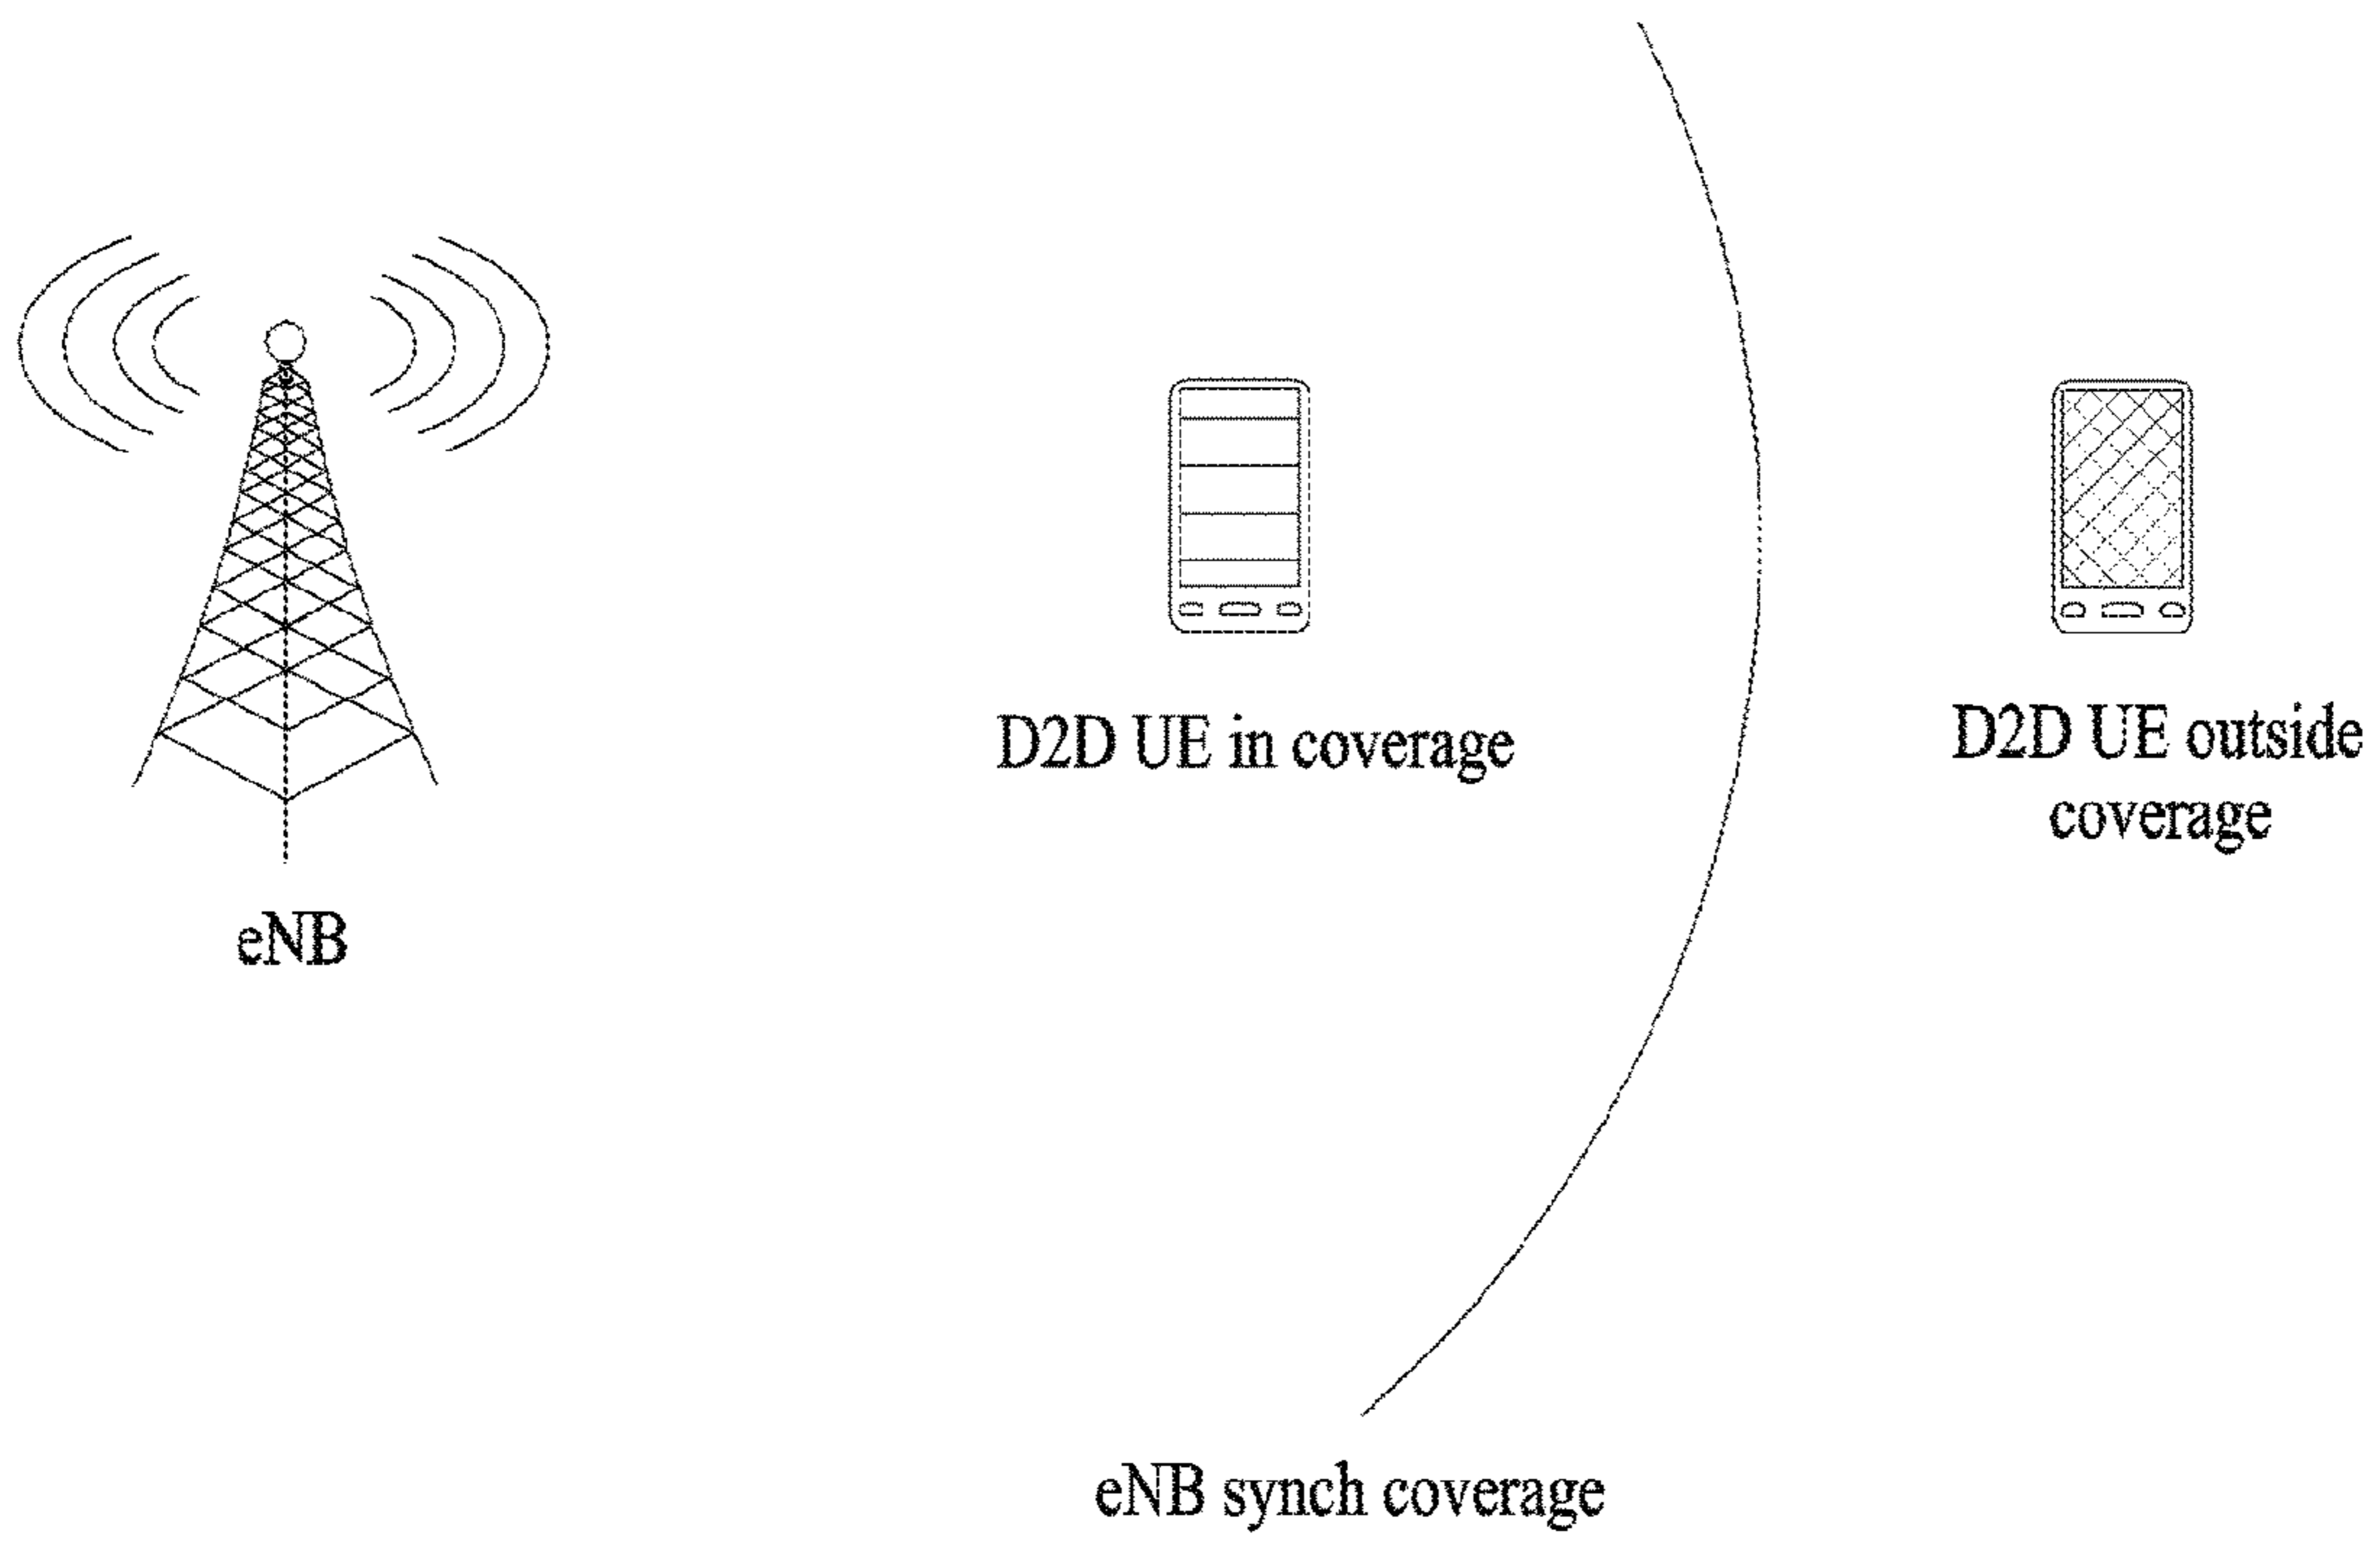 D2D UE in coverage
D2D UE outside
coverage
eNB
eNB synch coverage